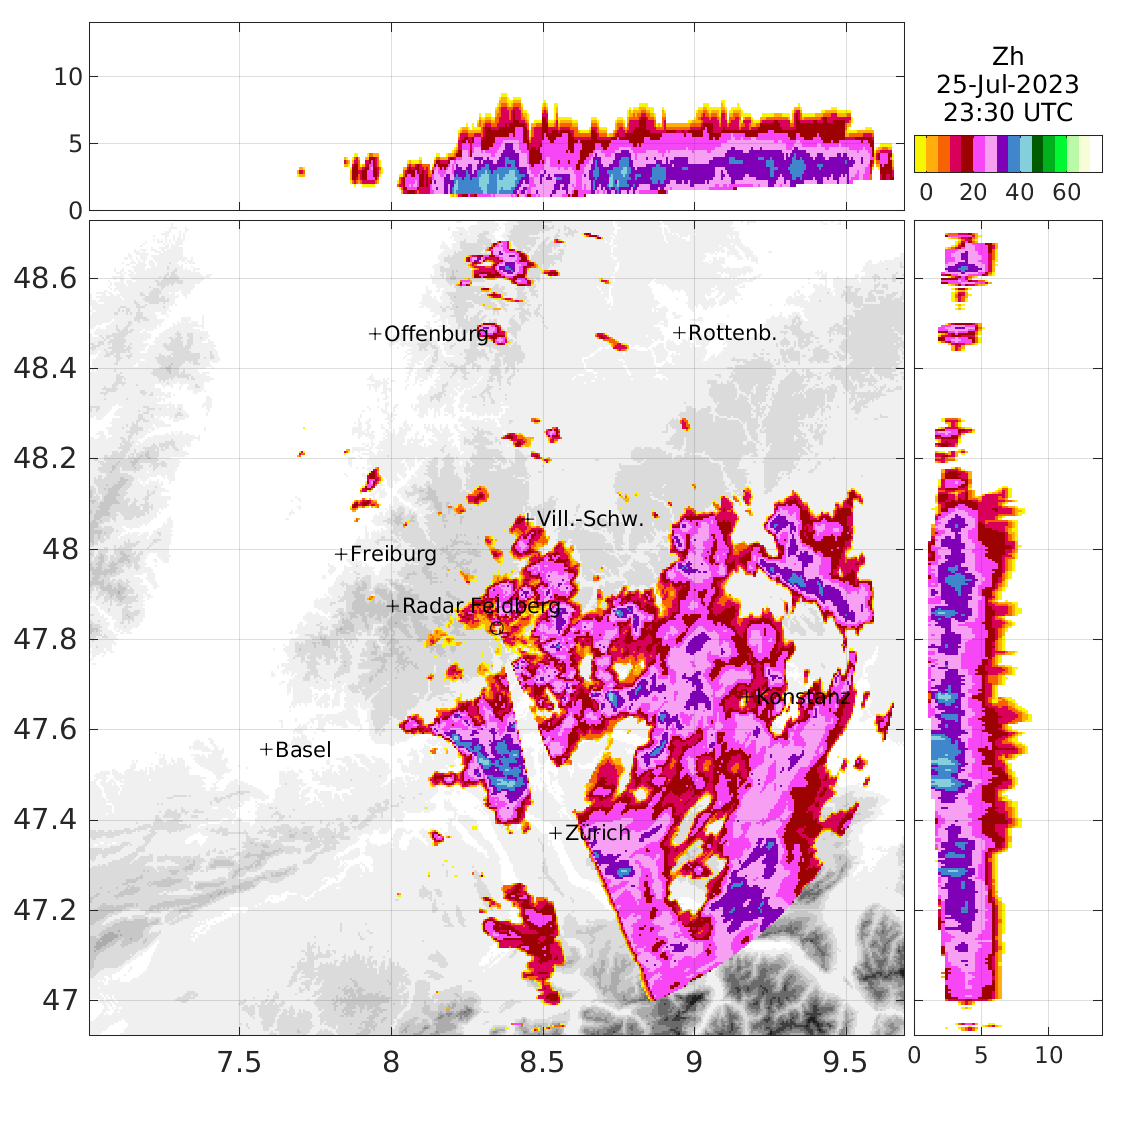 10
5
0
Zh
25-Jul-2023
23:30 UTC
0 20 40 60
48.6
48.4
48.2
48
47.8
47.6
47.4
47.2
47
+Offenburg
+Rottenb.
+Vill.-Schw.
+Freiburg
+Radar Feldberg
+Konstanz
+Basel
+Zürich
7.5 8 8.5 9 9.5
0 5 10